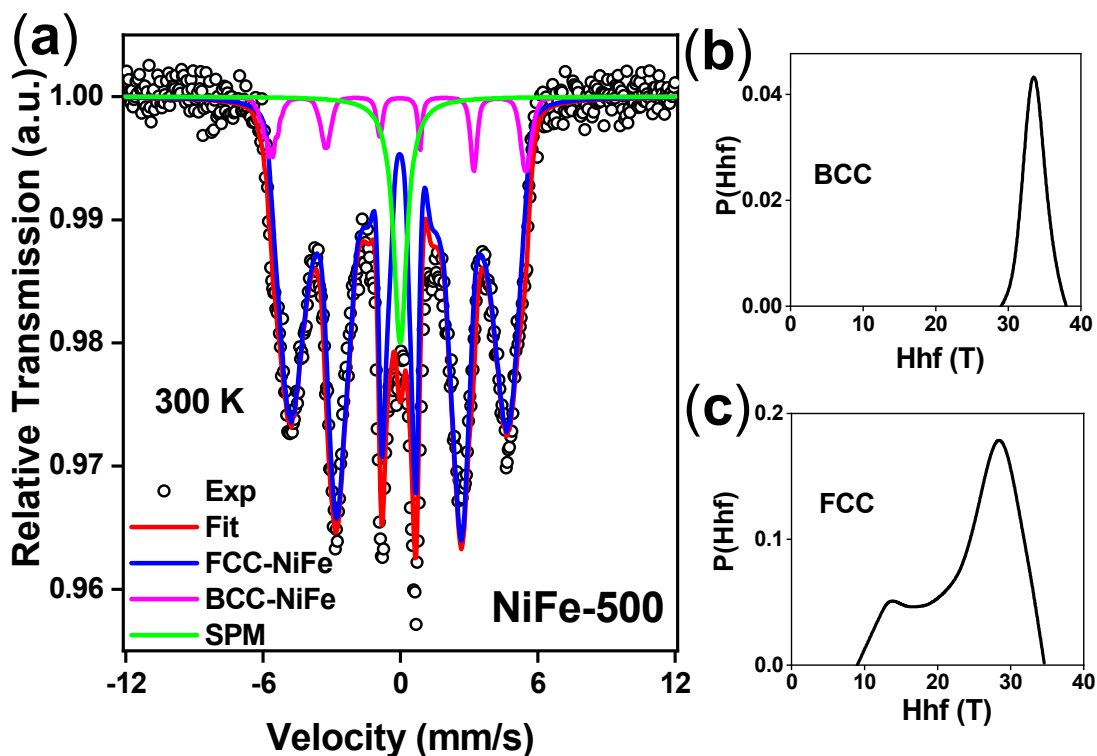 (a)
Relative Transmission (a.u.)
1.00
0.99
0.98
0.97
0.96
300 K
Exp
Fit
FCC-NiFe
BCC-NiFe
SPM
NiFe-500
-12 -6 0 6 12
Velocity (mm/s)
(b)
P(Hhf)
0.04
0.02
0.00
BCC
0 10 20 30 40
Hhf (T)
(c)
P(Hhf)
0.2
0.1
0.0
FCC
0 10 20 30 40
Hhf (T)